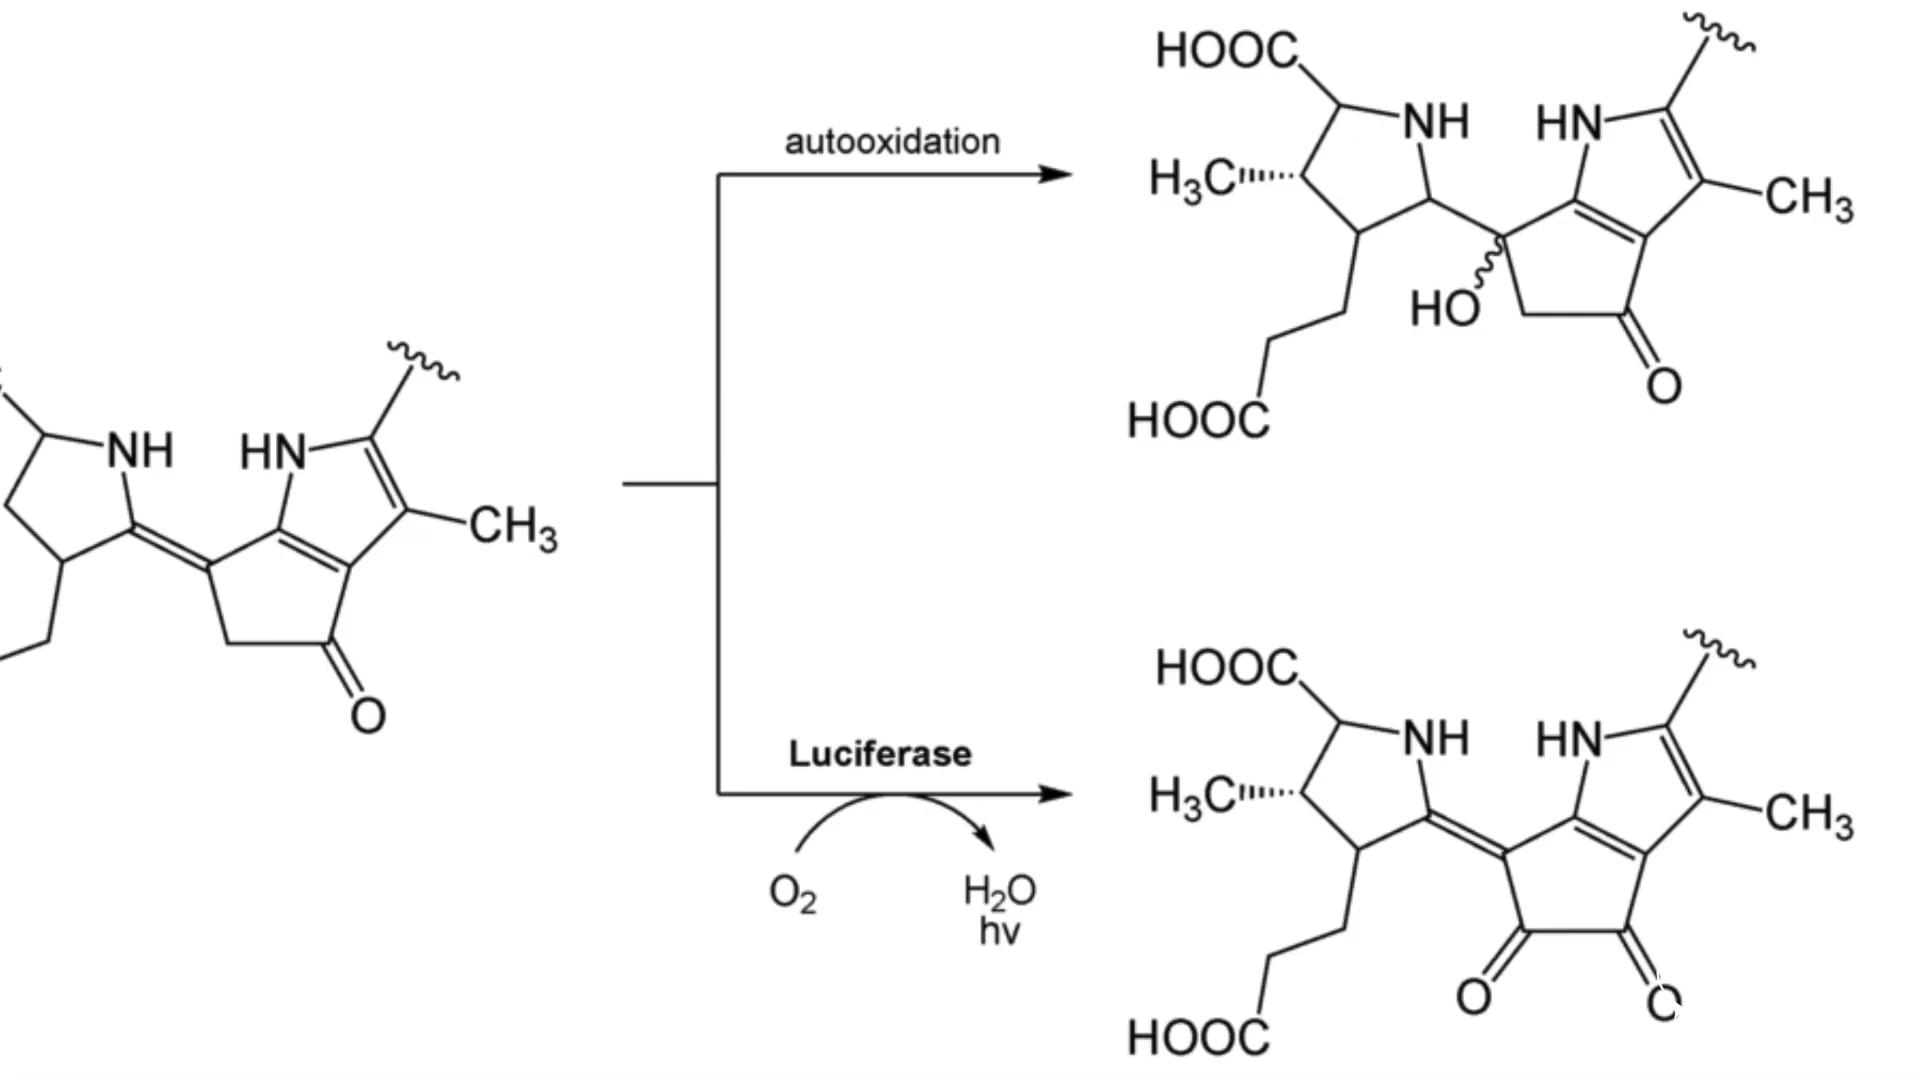 HOOC
NH
HN
autooxidation
H₃C
CH₃
HO
O
HOOC
NH
HN
CH₃
O
HOOC
NH
HN
Luciferase
H₃C
CH₃
O₂
H₂O
hv
O
O
HOOC